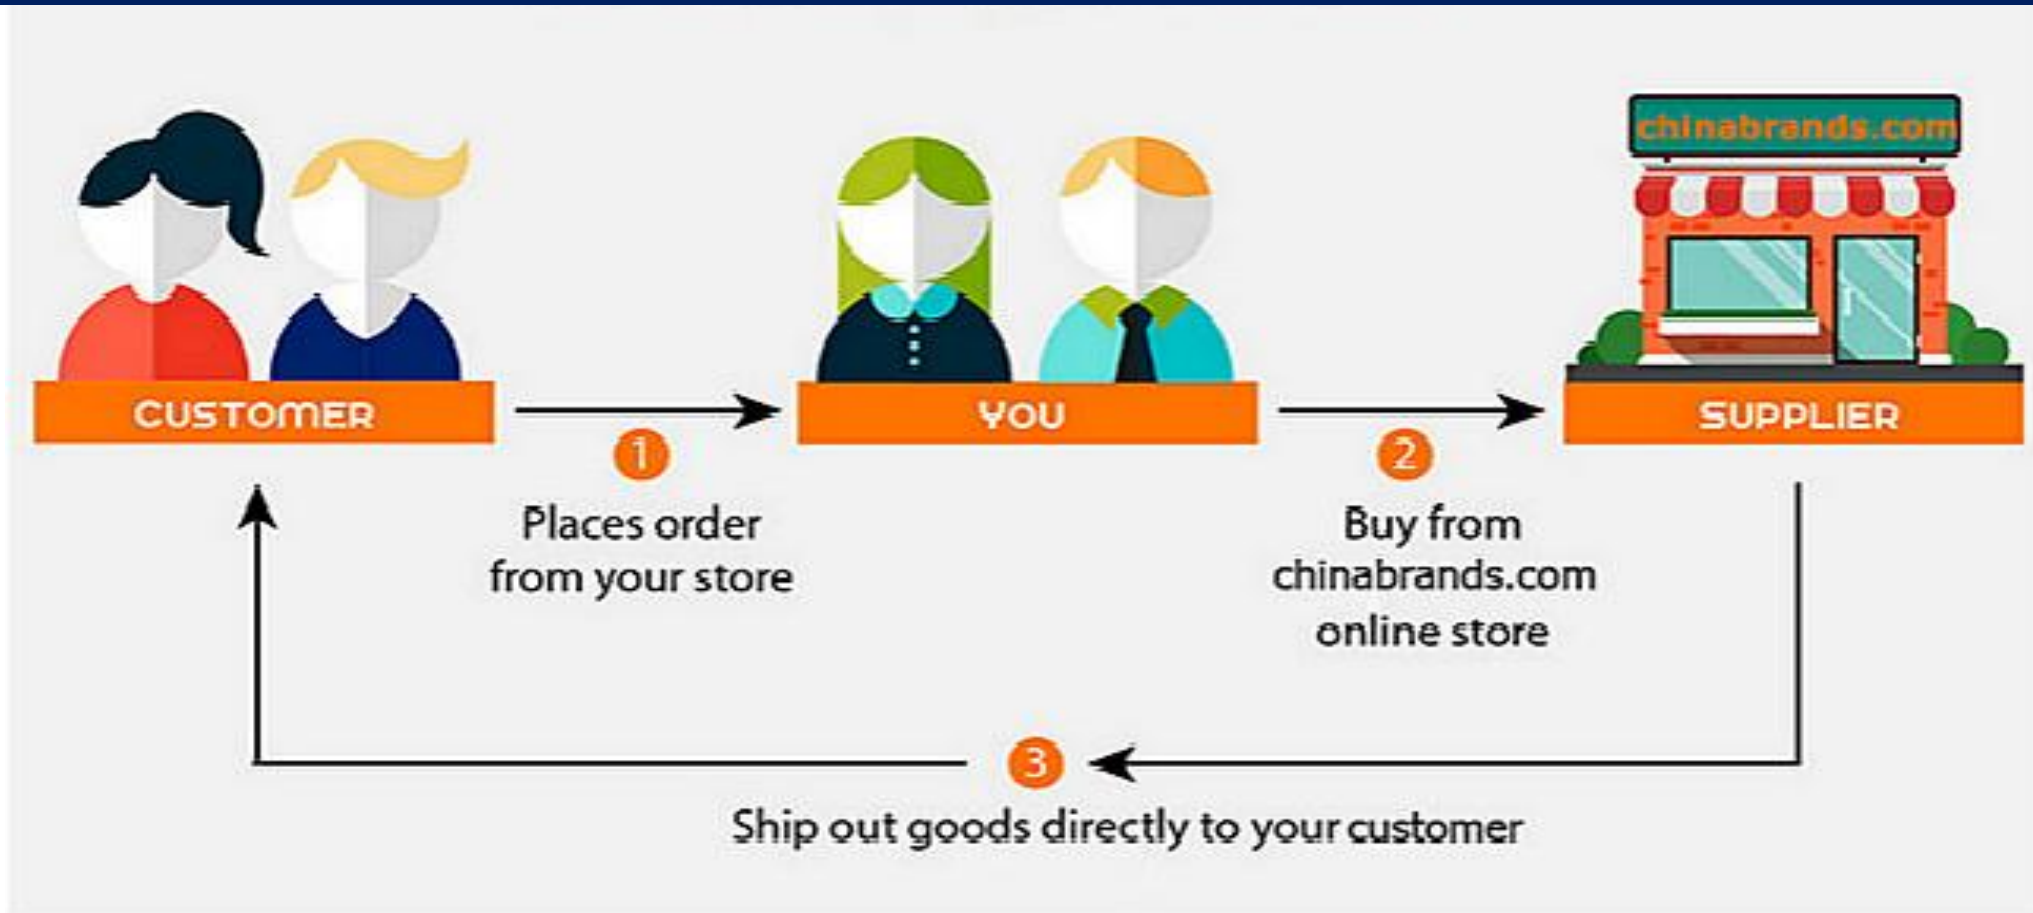 chinabrands.com
CUSTOMER
YOU
SUPPLIER
1
Places order
from your store
2
Buy from
chinabrands.com
online store
3
Ship out goods directly to your customer